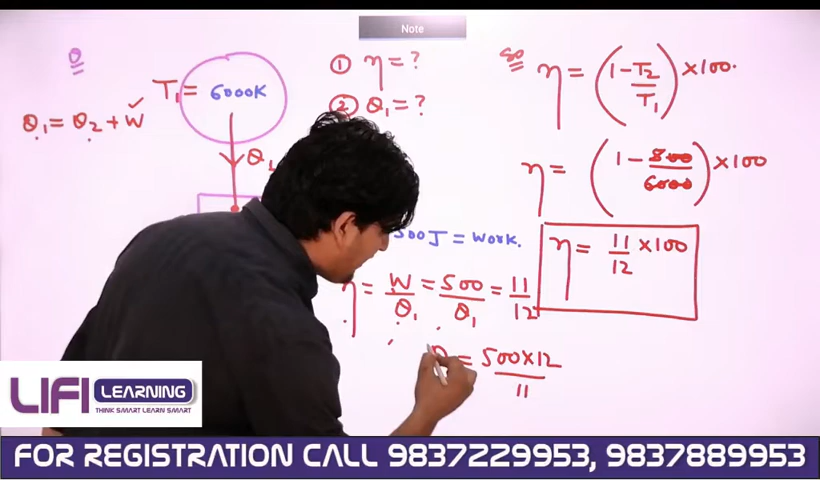 Note
Q
T₁ = 6000K
Q₁ = Q₂ + W
Q₁
① η = ?
② Q₁ = ?
500J = WORK.
η = W/Q₁ = 500/Q₁ = 11/12
= 500×12/11
So
η = (1 - T₂/T₁) ×100.
η = (1 - 800/6000) ×100
η = 11/12 ×100
LIFI LEARNING
THINK SMART LEARN SMART
FOR REGISTRATION CALL 9837229953, 9837889953